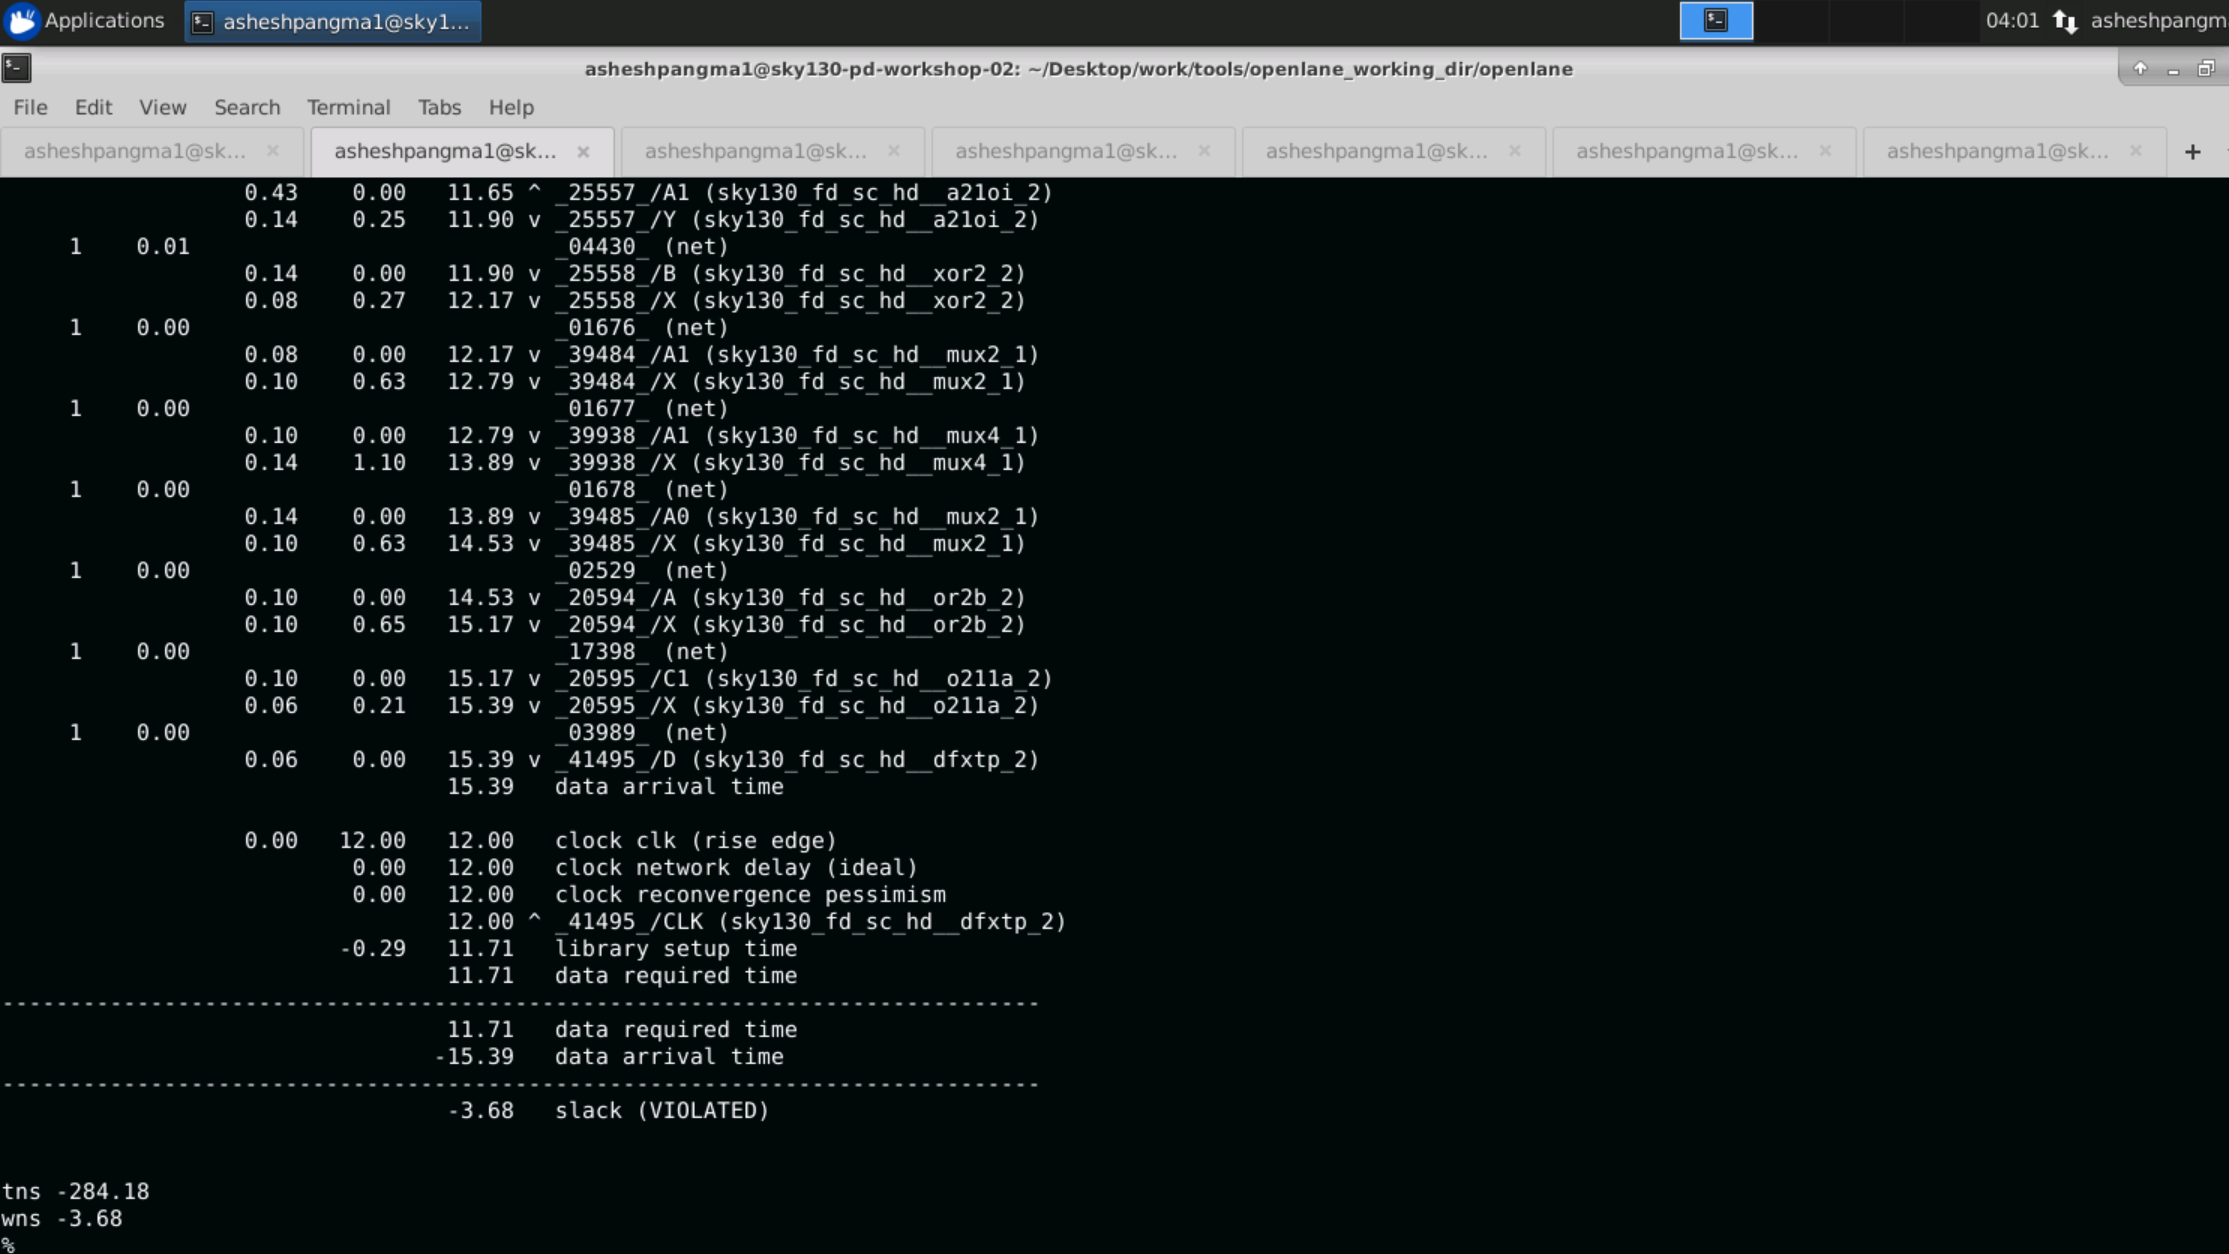 Applications asheshpangma1@sky1... 04:01 asheshpangm
asheshpangma1@sky130-pd-workshop-02: ~/Desktop/work/tools/openlane_working_dir/openlane
File Edit View Search Terminal Tabs Help
asheshpangma1@sk... × asheshpangma1@sk... × asheshpangma1@sk... × asheshpangma1@sk... × asheshpangma1@sk... × asheshpangma1@sk... × asheshpangma1@sk... × +
0.43 0.00 11.65 ^ _25557_/A1 (sky130_fd_sc_hd__a21oi_2)
0.14 0.25 11.90 v _25557_/Y (sky130_fd_sc_hd__a21oi_2)
1 0.01 _04430_ (net)
0.14 0.00 11.90 v _25558_/B (sky130_fd_sc_hd__xor2_2)
0.08 0.27 12.17 v _25558_/X (sky130_fd_sc_hd__xor2_2)
1 0.00 _01676_ (net)
0.08 0.00 12.17 v _39484_/A1 (sky130_fd_sc_hd__mux2_1)
0.10 0.63 12.79 v _39484_/X (sky130_fd_sc_hd__mux2_1)
1 0.00 _01677_ (net)
0.10 0.00 12.79 v _39938_/A1 (sky130_fd_sc_hd__mux4_1)
0.14 1.10 13.89 v _39938_/X (sky130_fd_sc_hd__mux4_1)
1 0.00 _01678_ (net)
0.14 0.00 13.89 v _39485_/A0 (sky130_fd_sc_hd__mux2_1)
0.10 0.63 14.53 v _39485_/X (sky130_fd_sc_hd__mux2_1)
1 0.00 _02529_ (net)
0.10 0.00 14.53 v _20594_/A (sky130_fd_sc_hd__or2b_2)
0.10 0.65 15.17 v _20594_/X (sky130_fd_sc_hd__or2b_2)
1 0.00 _17398_ (net)
0.10 0.00 15.17 v _20595_/C1 (sky130_fd_sc_hd__o211a_2)
0.06 0.21 15.39 v _20595_/X (sky130_fd_sc_hd__o211a_2)
1 0.00 _03989_ (net)
0.06 0.00 15.39 v _41495_/D (sky130_fd_sc_hd__dfxtp_2)
15.39 data arrival time
0.00 12.00 12.00 clock clk (rise edge)
0.00 12.00 clock network delay (ideal)
0.00 12.00 clock reconvergence pessimism
12.00 ^ _41495_/CLK (sky130_fd_sc_hd__dfxtp_2)
-0.29 11.71 library setup time
11.71 data required time
-----------------------------------------------------------------------------
11.71 data required time
-15.39 data arrival time
-----------------------------------------------------------------------------
-3.68 slack (VIOLATED)
tns -284.18
wns -3.68
%